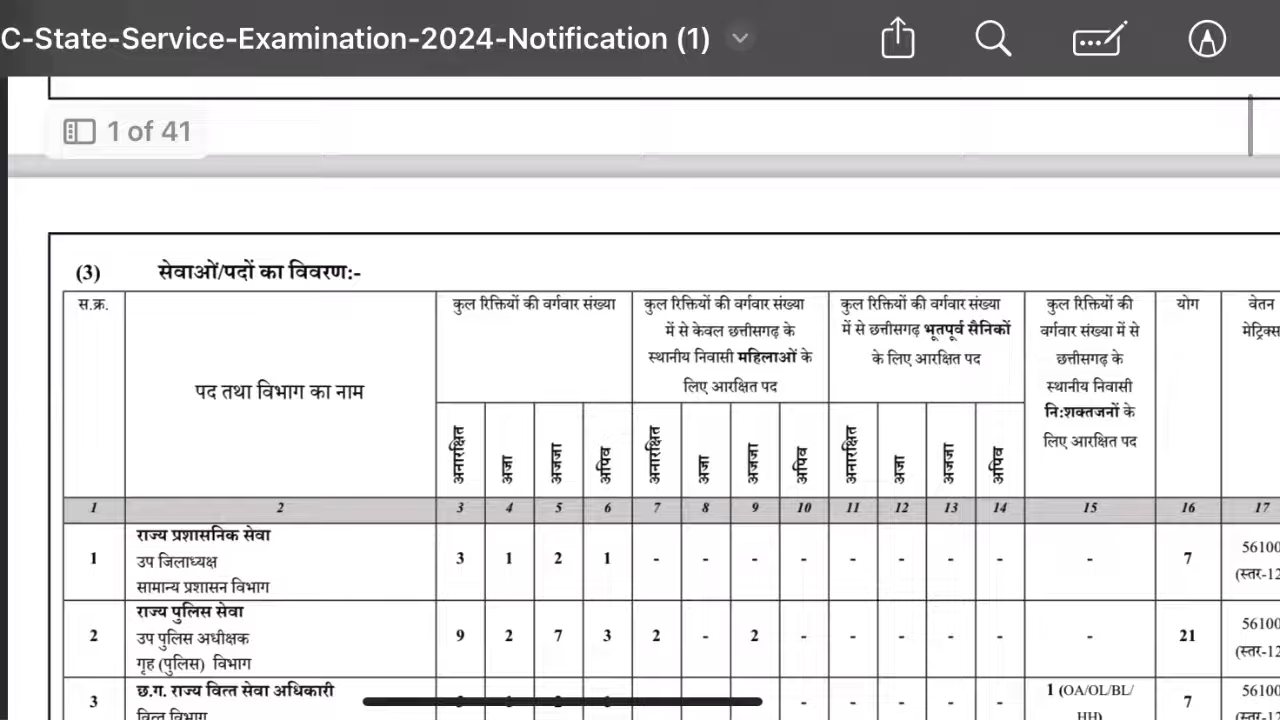 C-State-Service-Examination-2024-Notification (1)
1 of 41
(3) सेवाओं/पदों का विवरण:-
स.क्र.
पद तथा विभाग का नाम
कुल रिक्तियों की वर्गवार संख्या
कुल रिक्तियों की वर्गवार संख्या
में से केवल छत्तीसगढ़ के
स्थानीय निवासी महिलाओं के
लिए आरक्षित पद
कुल रिक्तियों की वर्गवार संख्या
में से छत्तीसगढ़ भूतपूर्व सैनिकों
के लिए आरक्षित पद
कुल रिक्तियों की
वर्गवार संख्या में से
छत्तीसगढ़ के
स्थानीय निवासी
नि:शक्तजनों के
लिए आरक्षित पद
योग
वेतन
मेट्रिक्स
अनारक्षित अजा अजजा अपिव अनारक्षित अजा अजजा अपिव अनारक्षित अजा अजजा अपिव
1 2 3 4 5 6 7 8 9 10 11 12 13 14 15 16 17
1
राज्य प्रशासनिक सेवा
उप जिलाध्यक्ष
सामान्य प्रशासन विभाग
3 1 2 1 - - - - - - - - - 7
56100
(स्तर-12
2
राज्य पुलिस सेवा
उप पुलिस अधीक्षक
गृह (पुलिस) विभाग
9 2 7 3 2 - 2 - - - - - - 21
56100
(स्तर-12
3
छ.ग. राज्य वित्त सेवा अधिकारी
वित्त विभाग
- - - -
1 (OA/OL/BL/
HH)
7
56100
(स्तर-12